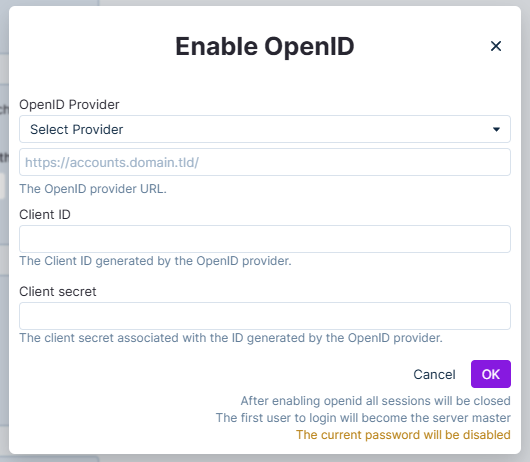 Enable OpenID
OpenID Provider
Select Provider
https://accounts.domain.tld/
The OpenID provider URL.
Client ID
The Client ID generated by the OpenID provider.
Client secret
The client secret associated with the ID generated by the OpenID provider.
Cancel OK
After enabling openid all sessions will be closed
The first user to login will become the server master
The current password will be disabled